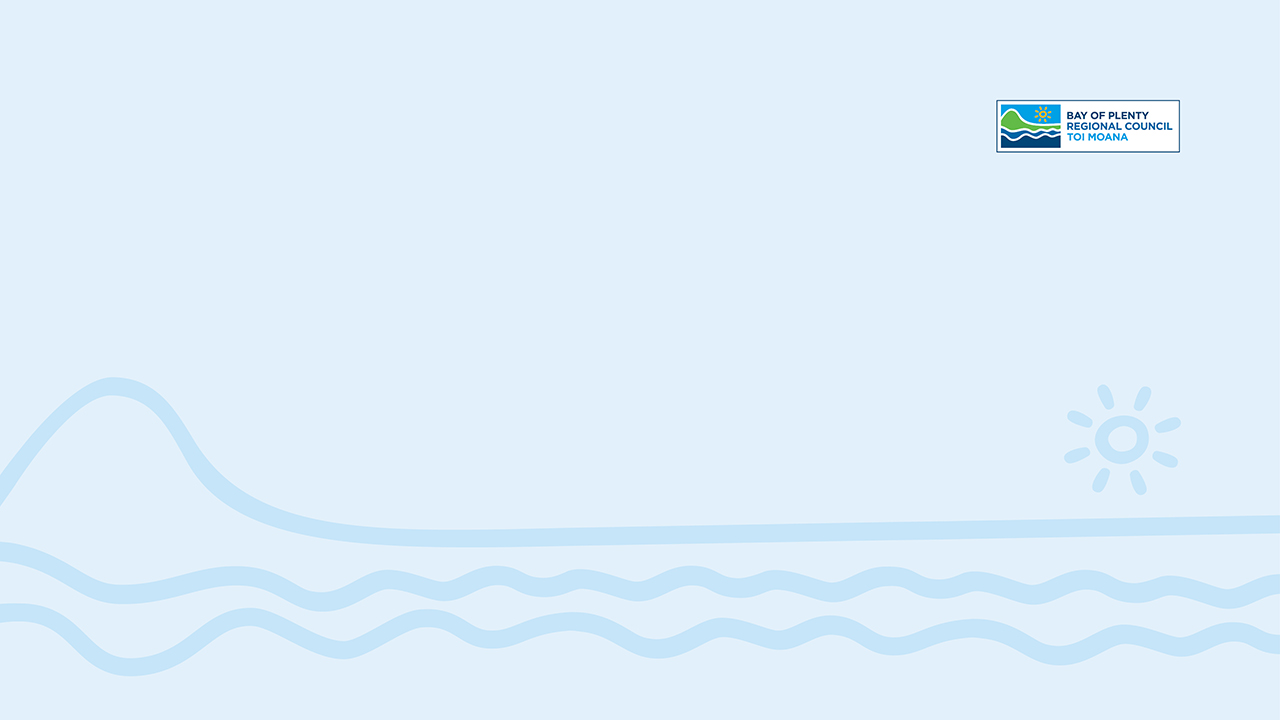 BAY OF PLENTY
REGIONAL COUNCIL
TOI MOANA